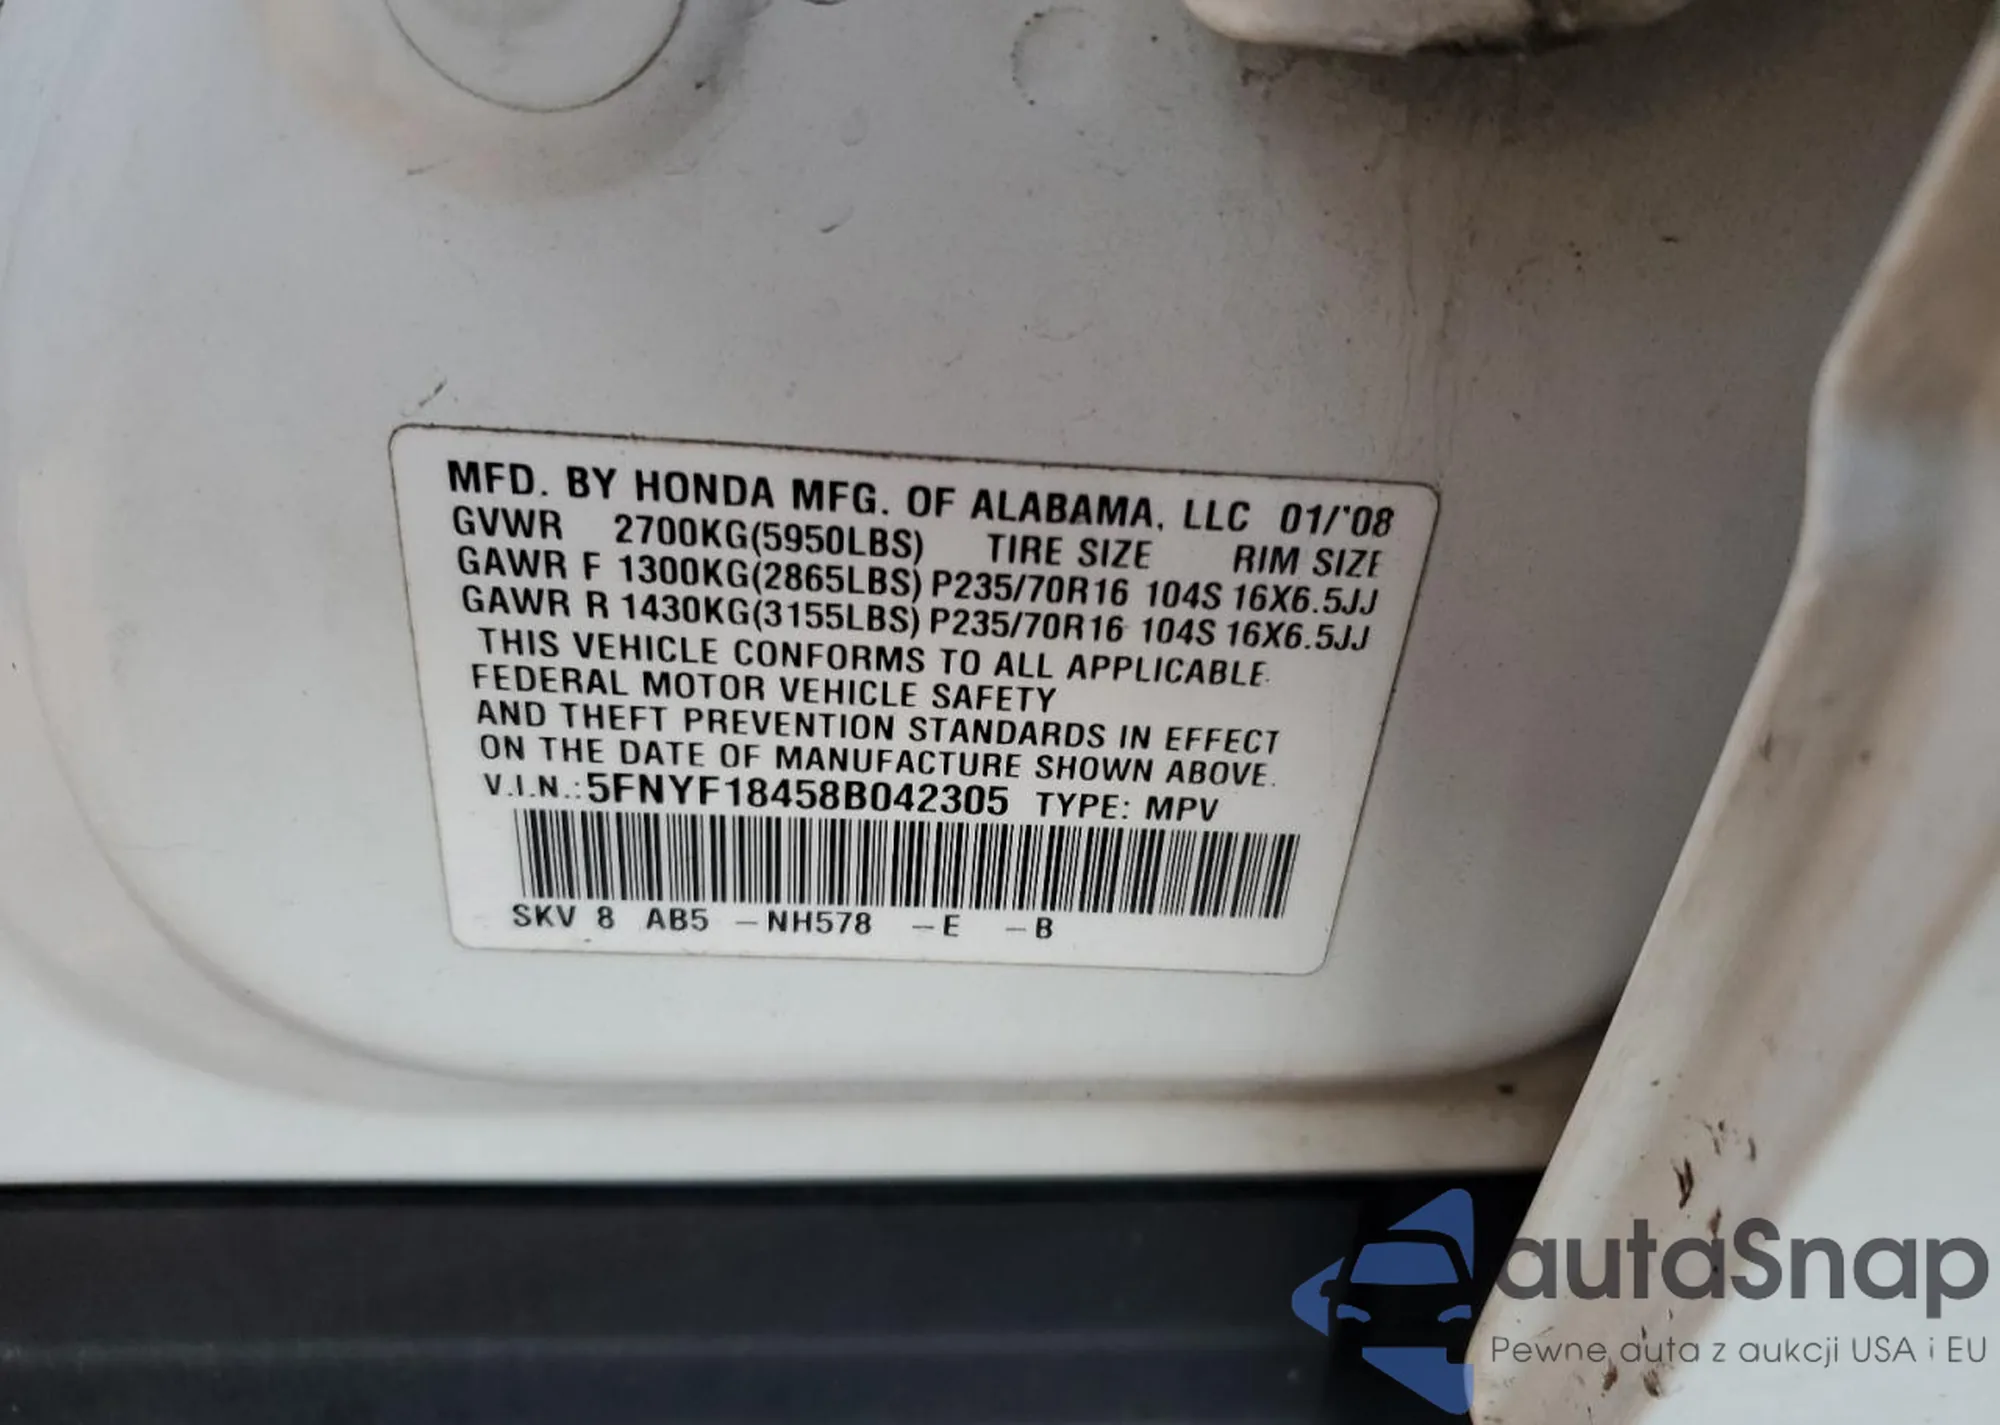 MFD. BY HONDA MFG. OF ALABAMA, LLC 01/'08
GVWR 2700KG(5950LBS) TIRE SIZE RIM SIZE
GAWR F 1300KG(2865LBS) P235/70R16 104S 16X6.5JJ
GAWR R 1430KG(3155LBS) P235/70R16 104S 16X6.5JJ
THIS VEHICLE CONFORMS TO ALL APPLICABLE
FEDERAL MOTOR VEHICLE SAFETY
AND THEFT PREVENTION STANDARDS IN EFFECT
ON THE DATE OF MANUFACTURE SHOWN ABOVE.
V.I.N.: 5FNYF18458B042305 TYPE: MPV
SKV 8 AB5 -NH578 -E -B
autaSnap
Pewne auta z aukcji USA i EU